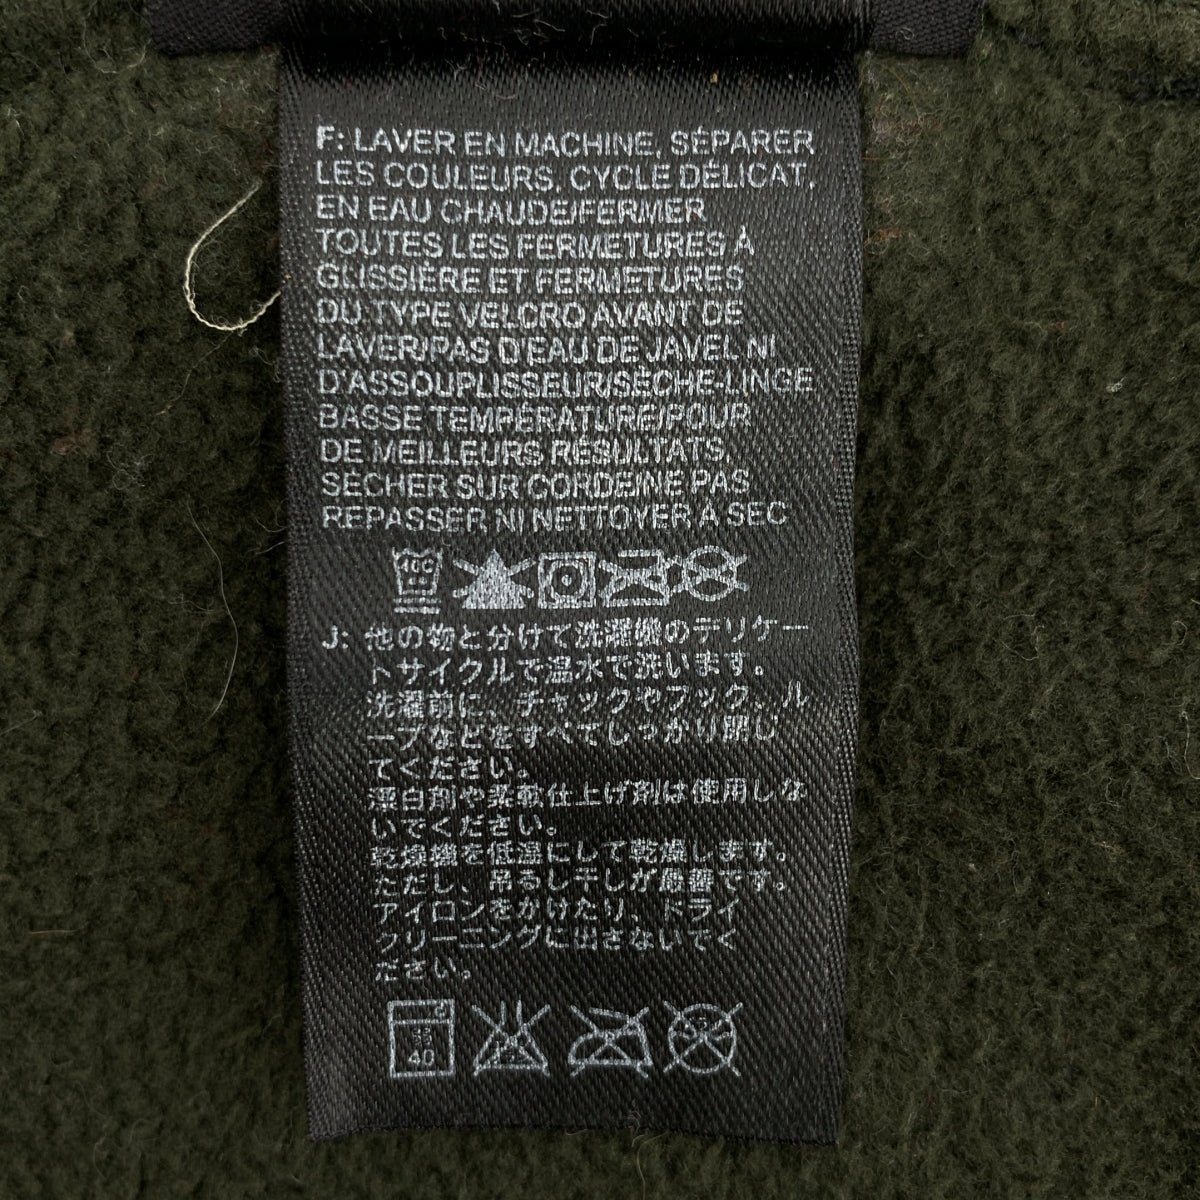 F: LAVER EN MACHINE, SÉPARER
LES COULEURS, CYCLE DÉLICAT,
EN EAU CHAUDE/FERMER
TOUTES LES FERMETURES À
GLISSIÈRE ET FERMETURES
DU TYPE VELCRO AVANT DE
LAVER/PAS D'EAU DE JAVEL NI
D'ASSOUPLISSEUR/SÈCHE-LINGE
BASSE TEMPÉRATURE/POUR
DE MEILLEURS RÉSULTATS,
SÉCHER SUR CORDE/NE PAS
REPASSER NI NETTOYER À SEC
40C
J: 他の物と分けて洗濯機のデリケー
トサイクルで温水で洗います。
洗濯前に、チャックやフック、ル
ープなどをすべてしっかり閉じ
てください。
漂白剤や柔軟仕上げ剤は使用しな
いでください。
乾燥機を低温にして乾燥します。
ただし、吊るし干しが最善です。
アイロンをかけたり、ドライ
クリーニングに出さないでく
ださい。
40